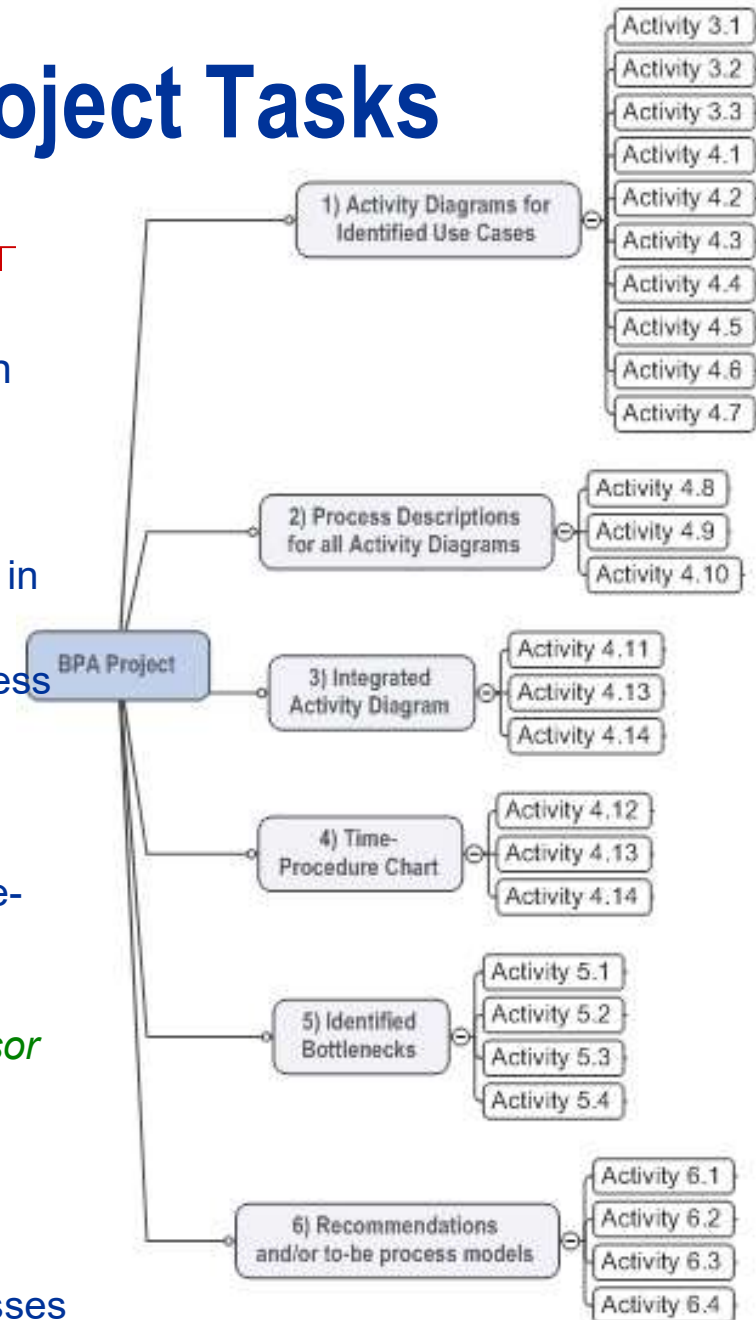 oject Tasks
n
in
ess
e-
sor
sses
BPA Project
1) Activity Diagrams for
Identified Use Cases
Activity 3.1
Activity 3.2
Activity 3.3
Activity 4.1
Activity 4.2
Activity 4.3
Activity 4.4
Activity 4.5
Activity 4.6
Activity 4.7
2) Process Descriptions
for all Activity Diagrams
Activity 4.8
Activity 4.9
Activity 4.10
3) Integrated
Activity Diagram
Activity 4.11
Activity 4.13
Activity 4.14
4) Time-
Procedure Chart
Activity 4.12
Activity 4.13
Activity 4.14
5) Identified
Bottlenecks
Activity 5.1
Activity 5.2
Activity 5.3
Activity 5.4
6) Recommendations
and/or to-be process models
Activity 6.1
Activity 6.2
Activity 6.3
Activity 6.4